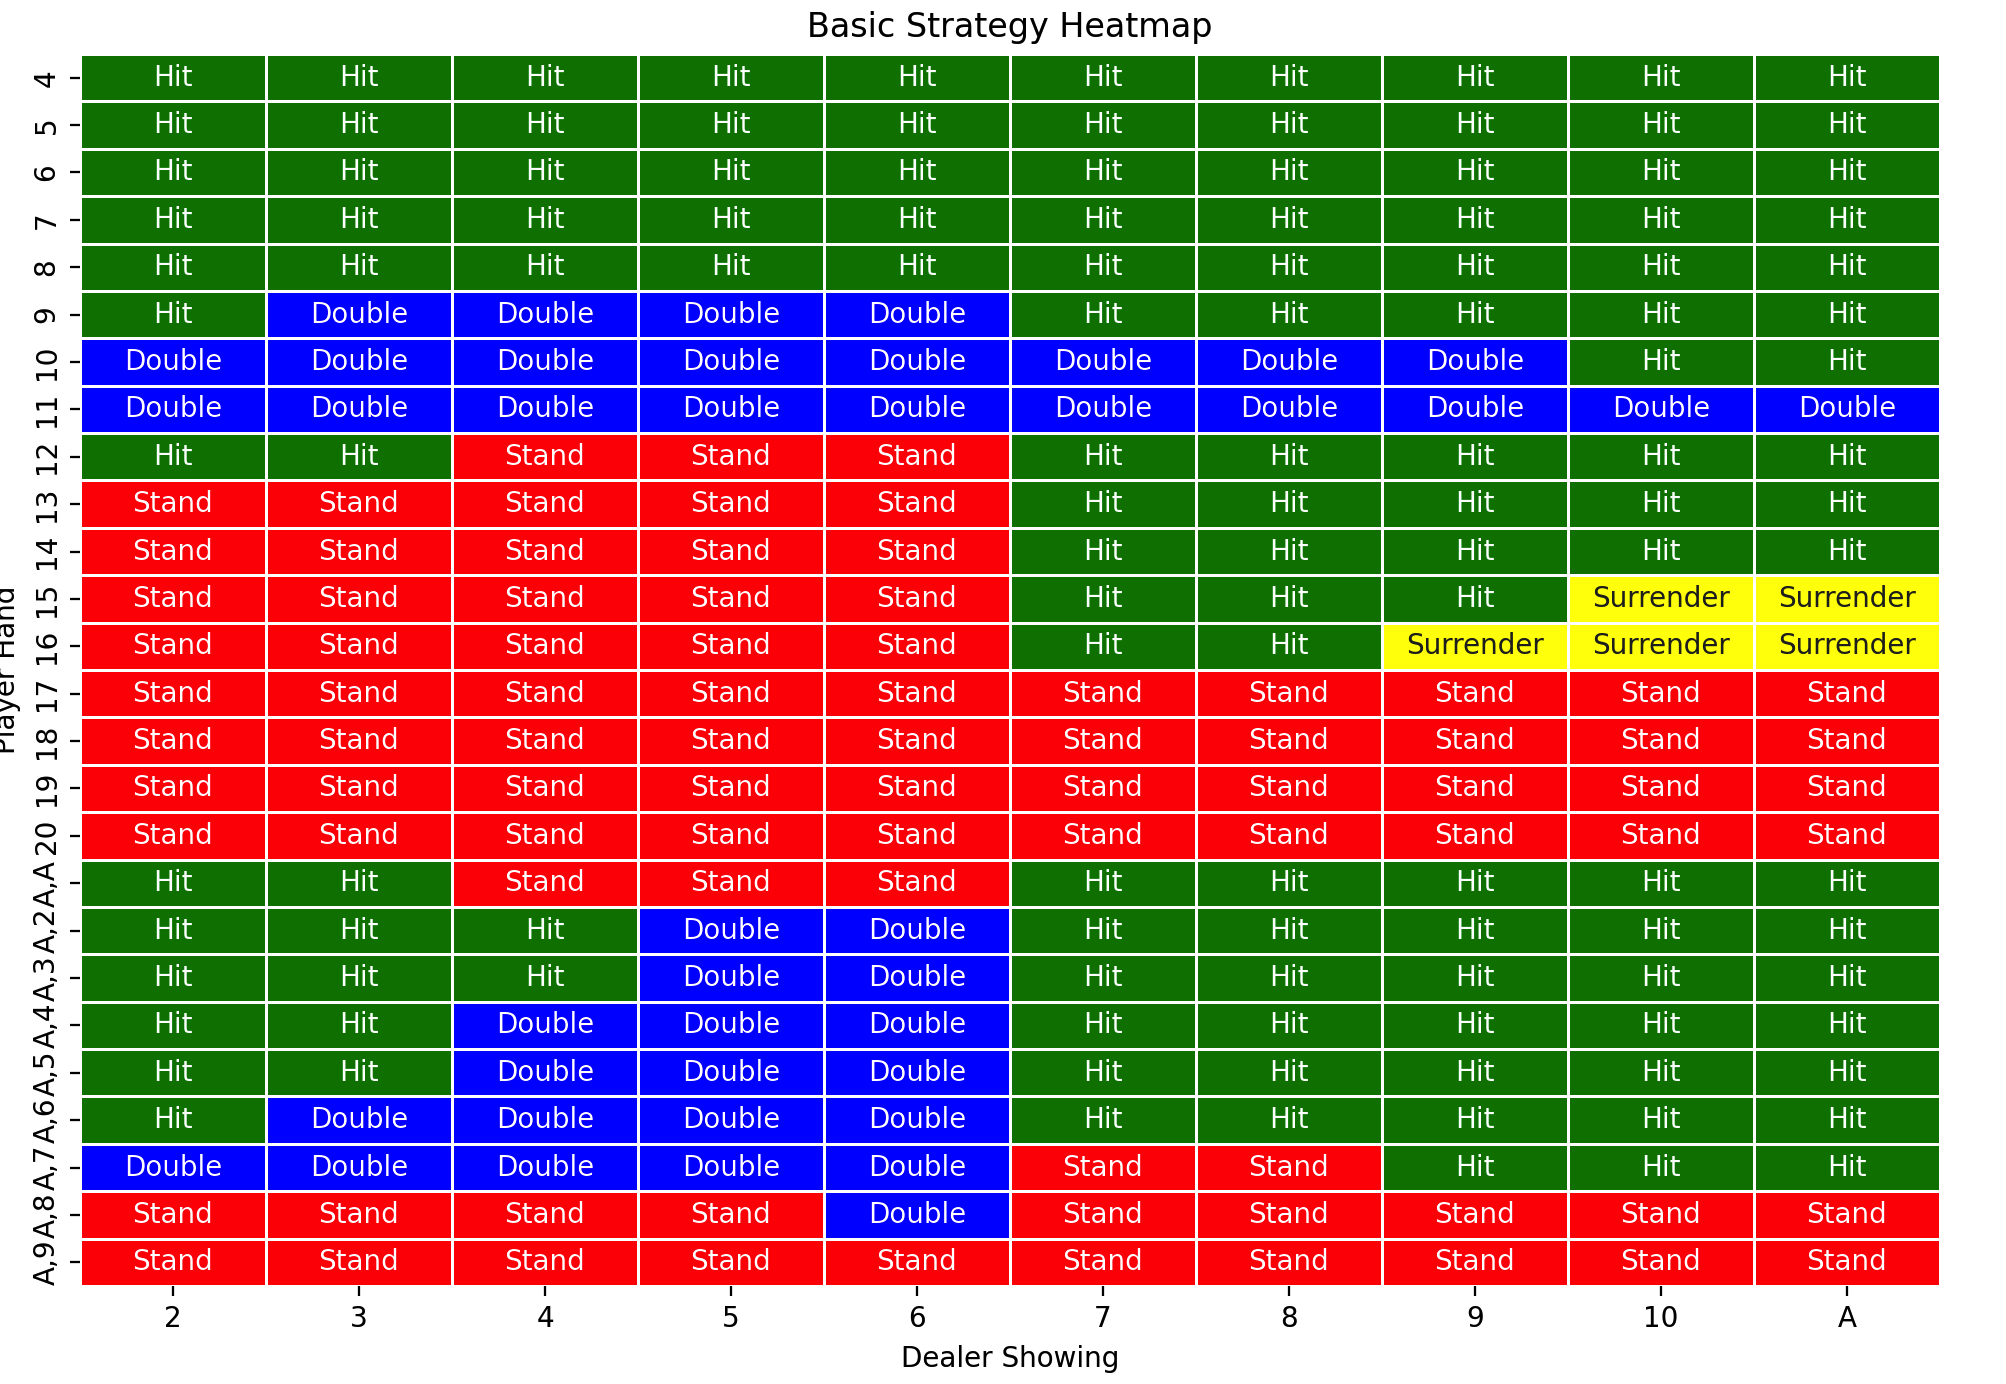 Basic Strategy Heatmap
4 Hit Hit Hit Hit Hit Hit Hit Hit Hit Hit
5 Hit Hit Hit Hit Hit Hit Hit Hit Hit Hit
6 Hit Hit Hit Hit Hit Hit Hit Hit Hit Hit
7 Hit Hit Hit Hit Hit Hit Hit Hit Hit Hit
8 Hit Hit Hit Hit Hit Hit Hit Hit Hit Hit
9 Hit Double Double Double Double Hit Hit Hit Hit Hit
10 Double Double Double Double Double Double Double Double Hit Hit
11 Double Double Double Double Double Double Double Double Double Double
12 Hit Hit Stand Stand Stand Hit Hit Hit Hit Hit
13 Stand Stand Stand Stand Stand Hit Hit Hit Hit Hit
14 Stand Stand Stand Stand Stand Hit Hit Hit Hit Hit
15 Stand Stand Stand Stand Stand Hit Hit Hit Surrender Surrender
16 Stand Stand Stand Stand Stand Hit Hit Surrender Surrender Surrender
17 Stand Stand Stand Stand Stand Stand Stand Stand Stand Stand
18 Stand Stand Stand Stand Stand Stand Stand Stand Stand Stand
19 Stand Stand Stand Stand Stand Stand Stand Stand Stand Stand
20 Stand Stand Stand Stand Stand Stand Stand Stand Stand Stand
A,A Hit Hit Stand Stand Stand Hit Hit Hit Hit Hit
A,2 Hit Hit Hit Double Double Hit Hit Hit Hit Hit
A,3 Hit Hit Hit Double Double Hit Hit Hit Hit Hit
A,4 Hit Hit Double Double Double Hit Hit Hit Hit Hit
A,5 Hit Hit Double Double Double Hit Hit Hit Hit Hit
A,6 Hit Double Double Double Double Hit Hit Hit Hit Hit
A,7 Double Double Double Double Double Stand Stand Hit Hit Hit
A,8 Stand Stand Stand Stand Double Stand Stand Stand Stand Stand
A,9 Stand Stand Stand Stand Stand Stand Stand Stand Stand Stand
2 3 4 5 6 7 8 9 10 A
Dealer Showing
Player Hand